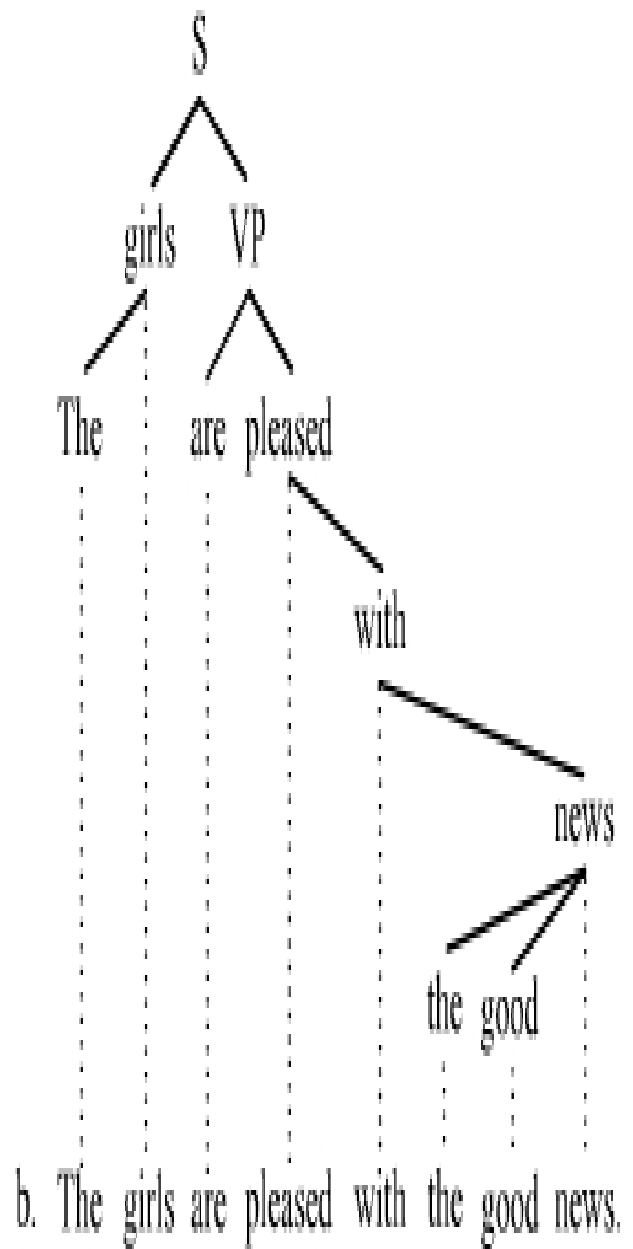 S
girls VP
The are pleased
with
news
the good
b. The girls are pleased with the good news.